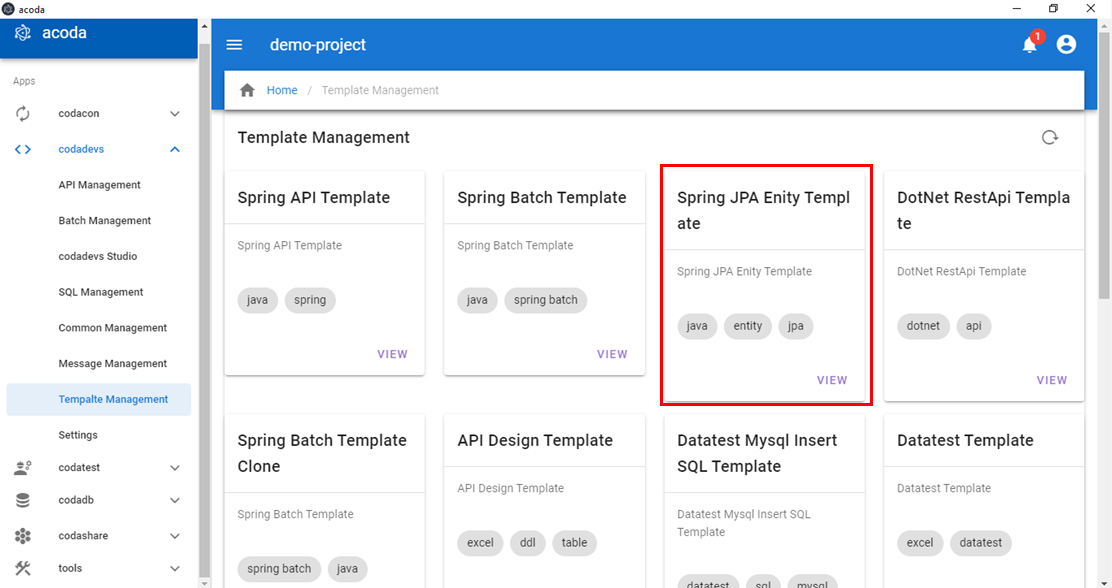 acoda
acoda
demo-project
1
Home / Template Management
Apps
codacon
codadevs
API Management
Batch Management
codadevs Studio
SQL Management
Common Management
Message Management
Tempalte Management
Settings
codatest
codadb
codashare
tools
Template Management
Spring API Template
Spring API Template
java spring
VIEW
Spring Batch Template
Spring Batch Template
java spring batch
VIEW
Spring JPA Enity Templ
ate
Spring JPA Enity Template
java entity jpa
VIEW
DotNet RestApi Templa
te
DotNet RestApi Template
dotnet api
VIEW
Spring Batch Template
Clone
Spring Batch Template
spring batch java
API Design Template
API Design Template
excel ddl table
Datatest Mysql Insert
SQL Template
Datatest Mysql Insert SQL
Template
datatest sql mysql
Datatest Template
Datatest Template
excel datatest